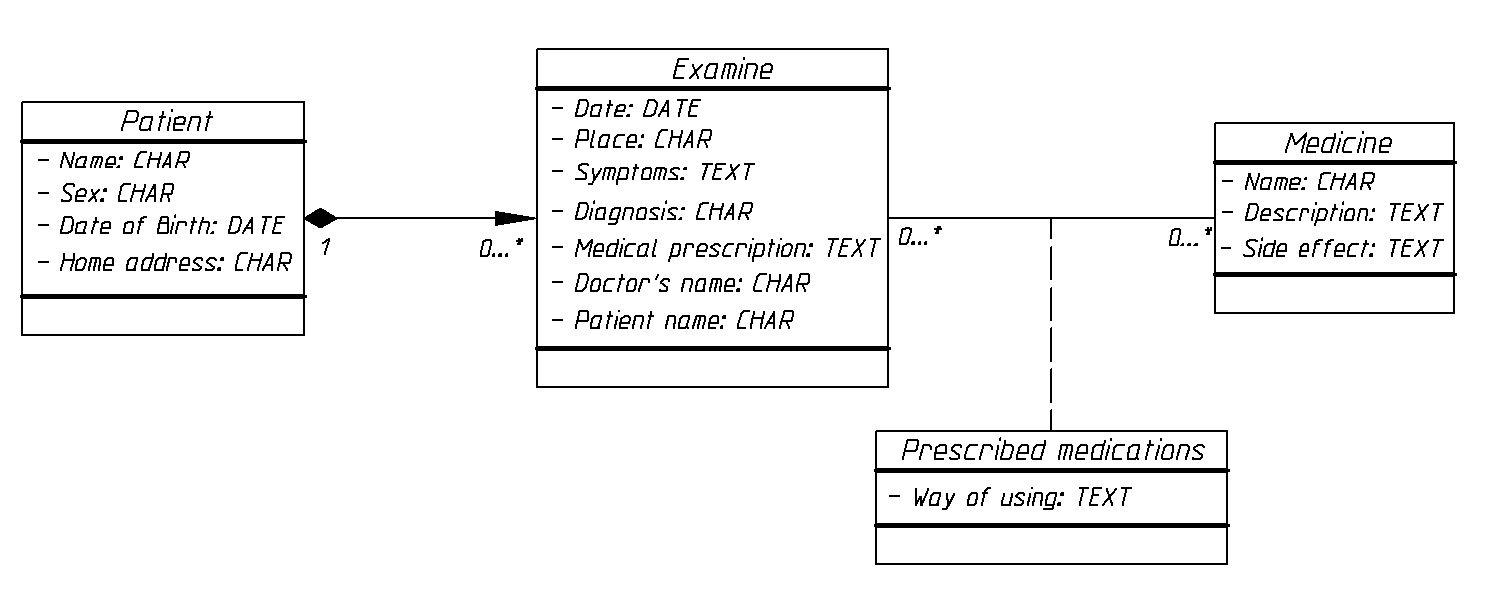 Patient
- Name: CHAR
- Sex: CHAR
- Date of Birth: DATE
- Home address: CHAR
1
0...*
Examine
- Date: DATE
- Place: CHAR
- Symptoms: TEXT
- Diagnosis: CHAR
- Medical prescription: TEXT
- Doctor's name: CHAR
- Patient name: CHAR
0...*
0...*
Medicine
- Name: CHAR
- Description: TEXT
- Side effect: TEXT
Prescribed medications
- Way of using: TEXT